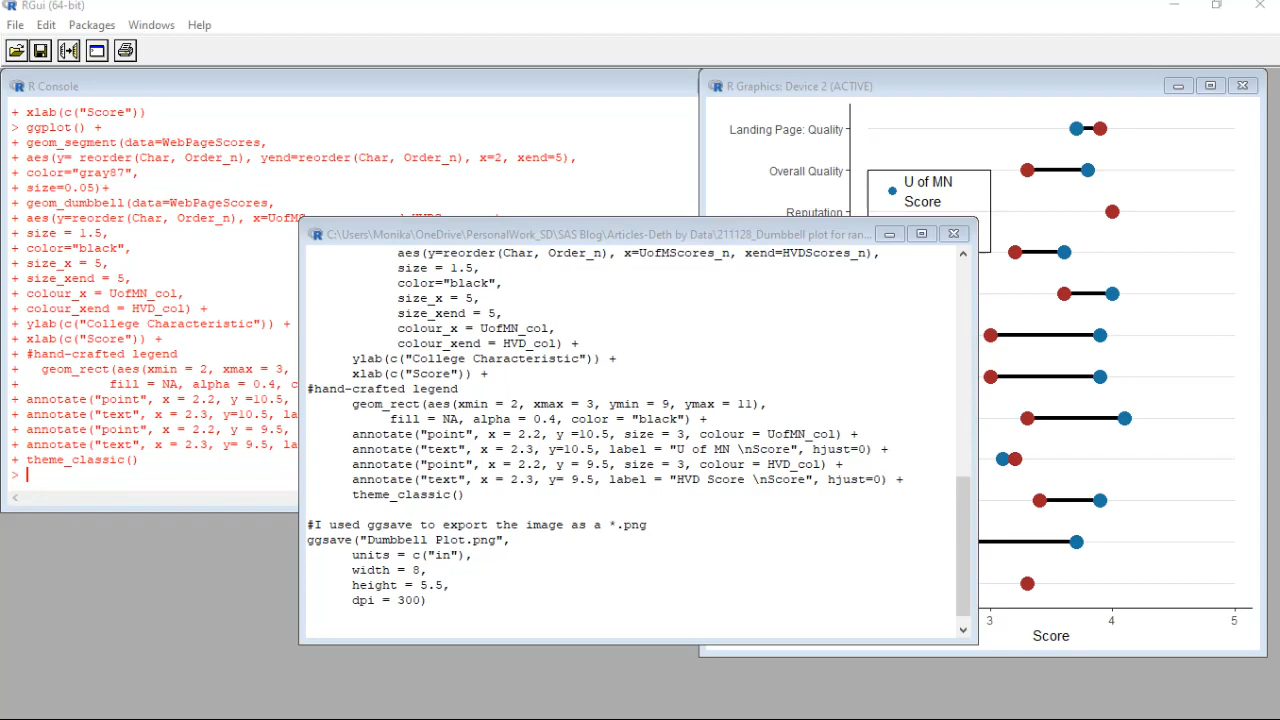 RGui (64-bit)
File Edit Packages Windows Help
R Console
+ xlab(c("Score"))
> ggplot() +
+ geom_segment(data=WebPageScores,
+ aes(y= reorder(Char, Order_n), yend=reorder(Char, Order_n), x=2, xend=5),
+ color="gray87",
+ size=0.05)+
+ geom_dumbbell(data=WebPageScores,
+ aes(y=reorder(Char, Order_n),
+ size = 1.5,
+ color="black",
+ size_x = 5,
+ size_xend = 5,
+ colour_x = UofMN_col,
+ colour_xend = HVD_col) +
+ ylab(c("College Characteristic")) +
+ xlab(c("Score")) +
+ #hand-crafted legend
+ geom_rect(aes(xmin = 2, xmax = 3,
+ fill = NA, alpha = 0.4, c
+ annotate("point", x = 2.2, y =10.5,
+ annotate("text", x = 2.3, y=10.5, la
+ annotate("point", x = 2.2, y = 9.5,
+ annotate("text", x = 2.3, y= 9.5, la
+ theme_classic()
>
C:\Users\Monika\OneDrive\PersonalWork_SD\SAS Blog\Articles-Deth by Data\211128_Dumbbell plot for ran...
aes(y=reorder(Char, Order_n), x=UofMScores_n, xend=HVDScores_n),
size = 1.5,
color="black",
size_x = 5,
size_xend = 5,
colour_x = UofMN_col,
colour_xend = HVD_col) +
ylab(c("College Characteristic")) +
xlab(c("Score")) +
#hand-crafted legend
geom_rect(aes(xmin = 2, xmax = 3, ymin = 9, ymax = 11),
fill = NA, alpha = 0.4, color = "black") +
annotate("point", x = 2.2, y =10.5, size = 3, colour = UofMN_col) +
annotate("text", x = 2.3, y=10.5, label = "U of MN \nScore", hjust=0) +
annotate("point", x = 2.2, y = 9.5, size = 3, colour = HVD_col) +
annotate("text", x = 2.3, y= 9.5, label = "HVD Score \nScore", hjust=0) +
theme_classic()
#I used ggsave to export the image as a *.png
ggsave("Dumbbell Plot.png",
units = c("in"),
width = 8,
height = 5.5,
dpi = 300)
R Graphics: Device 2 (ACTIVE)
Landing Page: Quality
Overall Quality
Reputation
U of MN
Score
3 4 5
Score